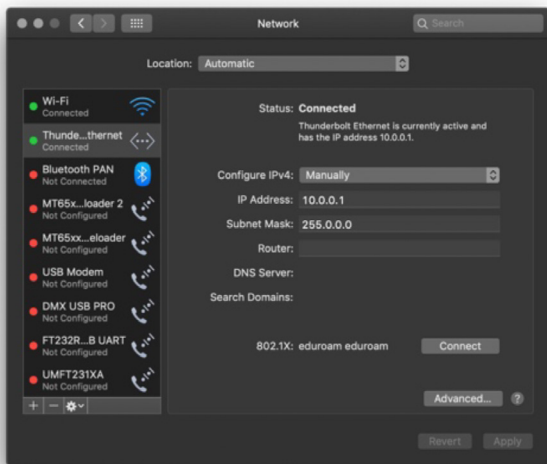 Network
Search
Location: Automatic
Wi-Fi
Connected
Thunde...thernet
Connected
Bluetooth PAN
Not Connected
MT65x...loader 2
Not Configured
MT65xx...eloader
Not Configured
USB Modem
Not Configured
DMX USB PRO
Not Configured
FT232R...B UART
Not Configured
UMFT231XA
Not Configured
Status: Connected
Thunderbolt Ethernet is currently active and
has the IP address 10.0.0.1.
Configure IPv4: Manually
IP Address: 10.0.0.1
Subnet Mask: 255.0.0.0
Router:
DNS Server:
Search Domains:
802.1X: eduroam eduroam Connect
Advanced... ?
Revert Apply